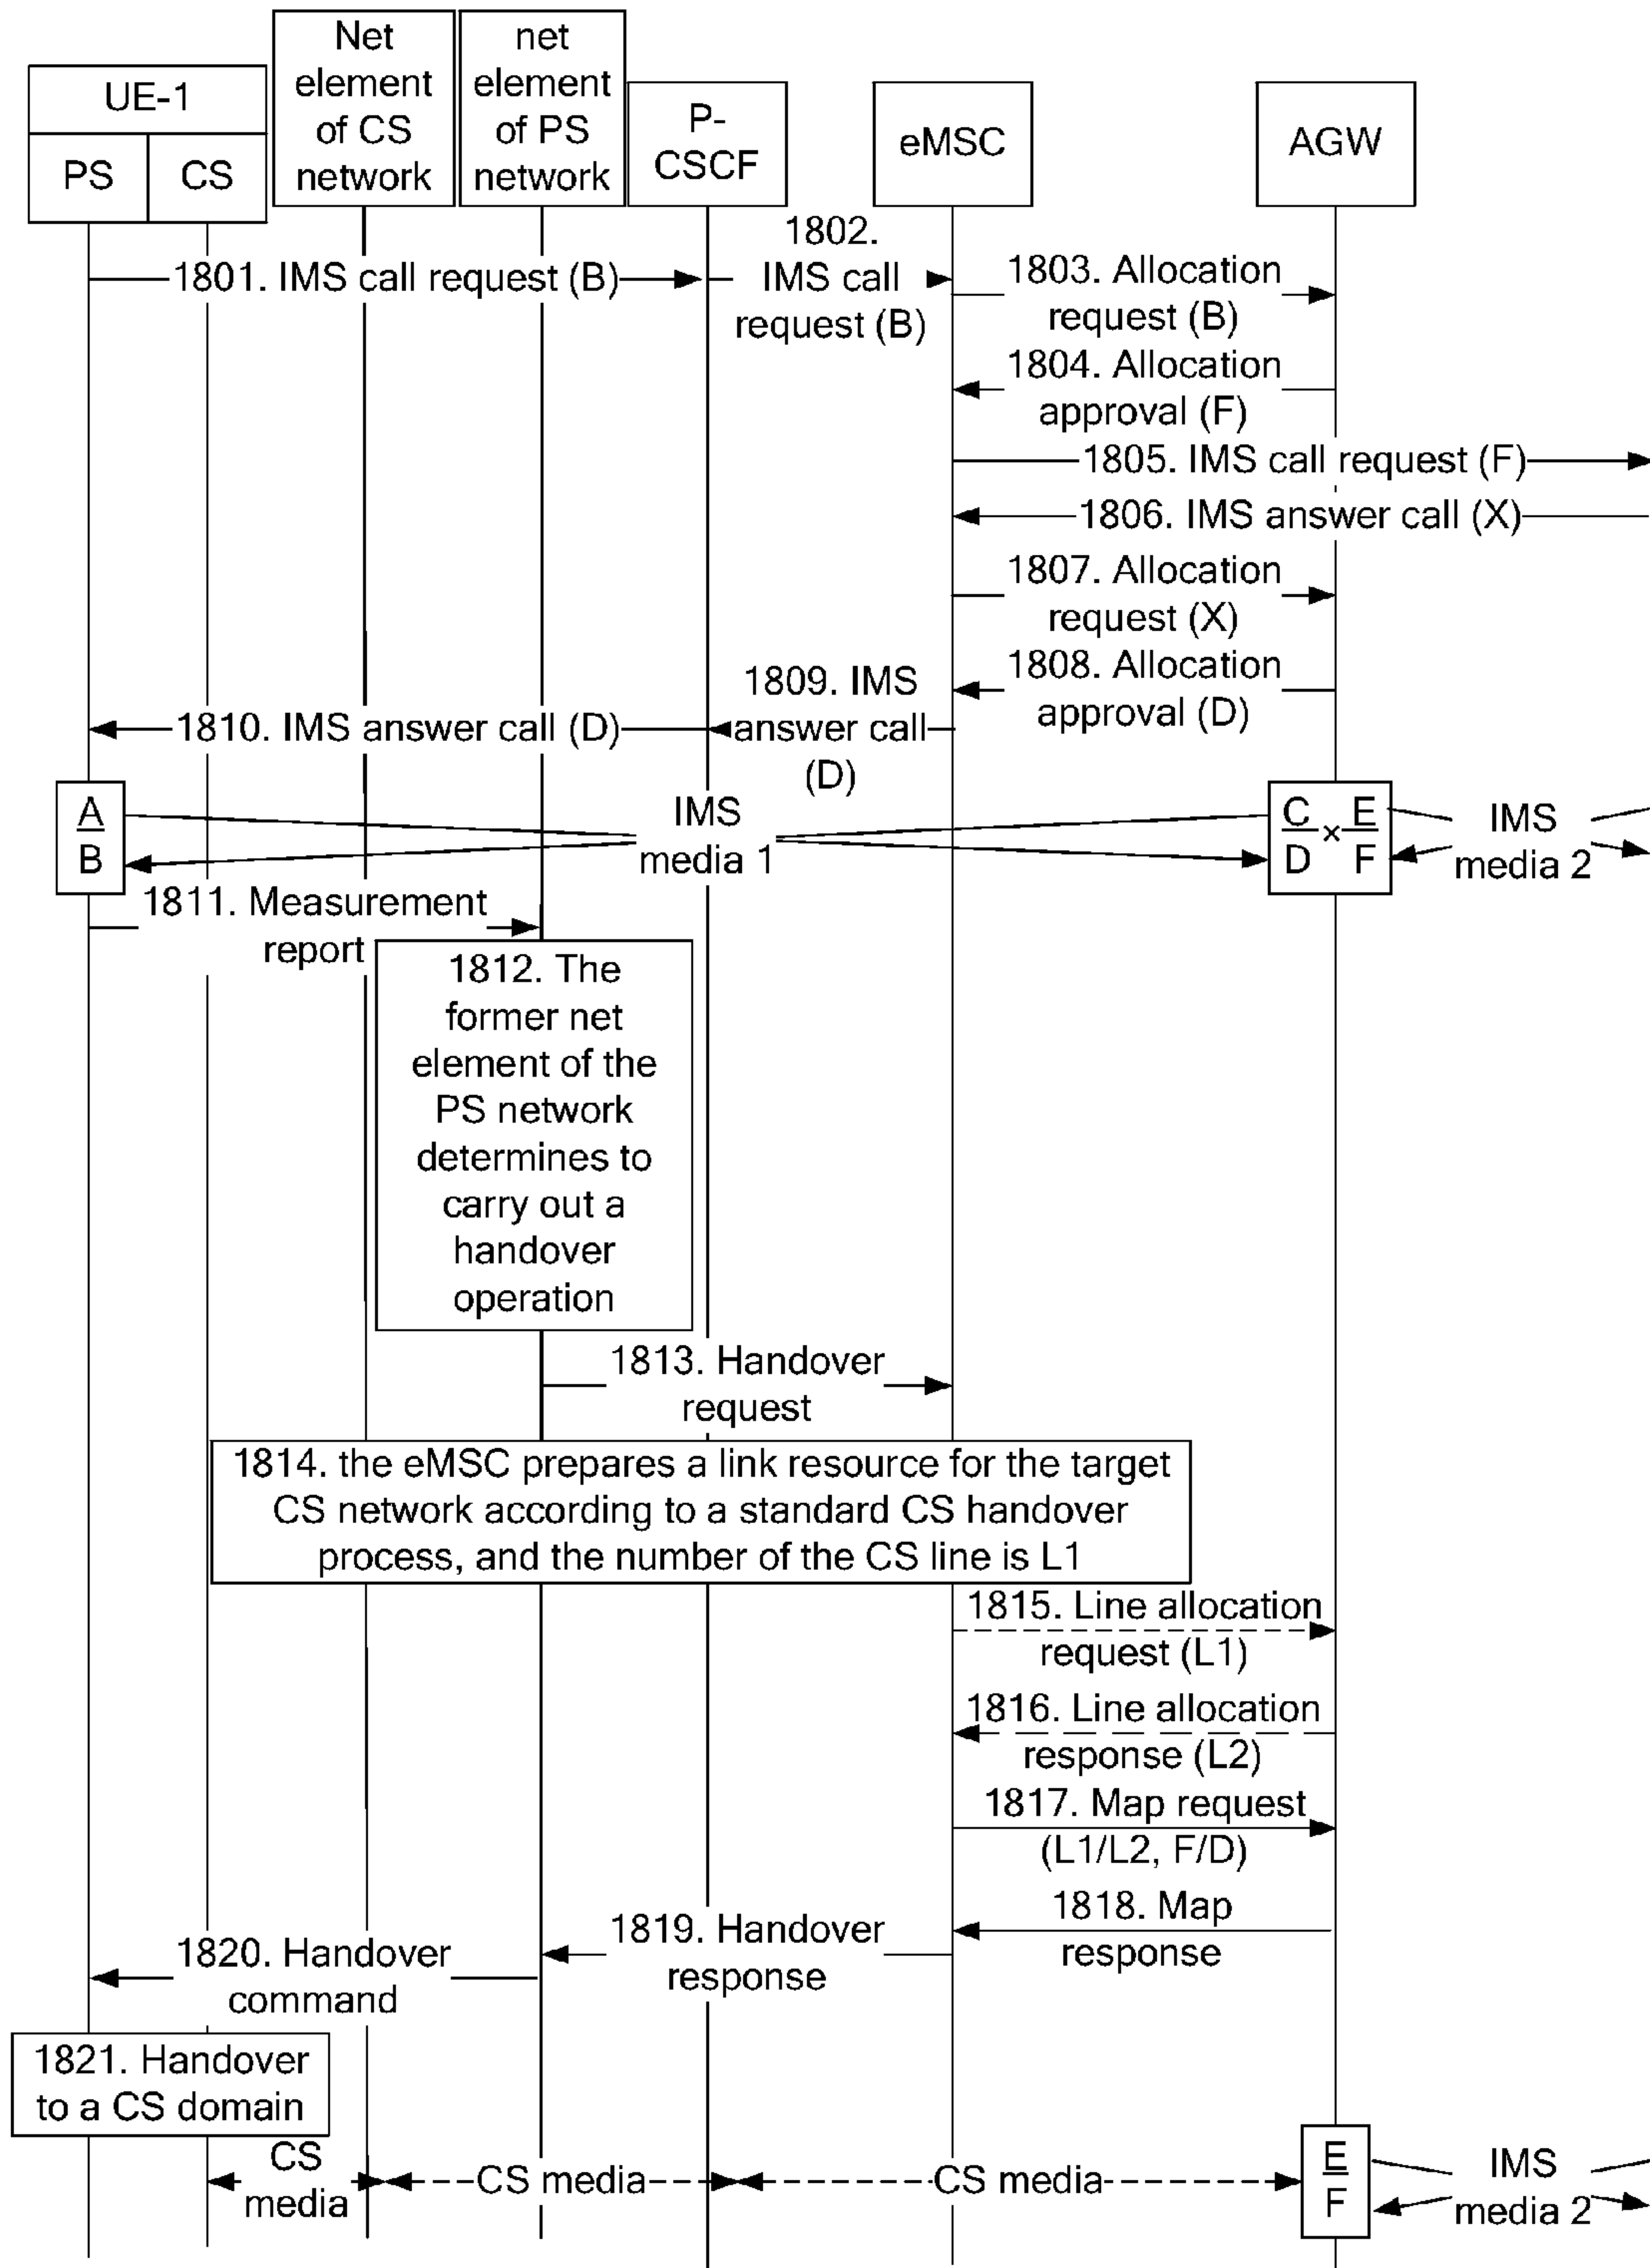 UE-1
PS
CS
Net
element
of CS
network
net
element
of PS
network
P-
CSCF
eMSC
AGW
1801. IMS call request (B)
1802.
IMS call
request (B)
1803. Allocation
request (B)
1804. Allocation
approval (F)
1805. IMS call request (F)
1806. IMS answer call (X)
1807. Allocation
request (X)
1808. Allocation
approval (D)
1809. IMS
answer call
(D)
1810. IMS answer call (D)
A
B
IMS
media 1
C
D
×
E
F
IMS
media 2
1811. Measurement
report
1812. The
former net
element of the
PS network
determines to
carry out a
handover
operation
1813. Handover
request
1814. the eMSC prepares a link resource for the target
CS network according to a standard CS handover
process, and the number of the CS line is L1
1815. Line allocation
request (L1)
1816. Line allocation
response (L2)
1817. Map request
(L1/L2, F/D)
1818. Map
response
1819. Handover
response
1820. Handover
command
1821. Handover
to a CS domain
CS
media
CS media
CS media
E
F
IMS
media 2